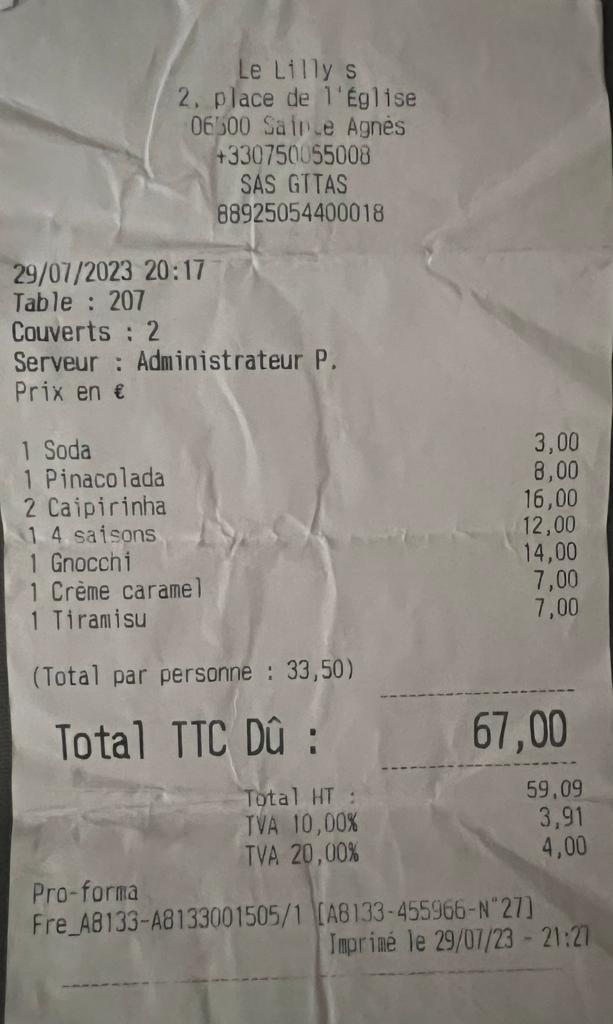 Le Lilly s
2, place de l'Église
06500 Sainte Agnès
+330750055008
SAS GTTAS
88925054400018
29/07/2023 20:17
Table : 207
Couverts : 2
Serveur : Administrateur P.
Prix en €
1 Soda 3,00
1 Pinacolada 8,00
2 Caipirinha 16,00
1 4 saisons 12,00
1 Gnocchi 14,00
1 Crème caramel 7,00
1 Tiramisu 7,00
(Total par personne : 33,50)
Total TTC Dû : 67,00
Total HT : 59,09
TVA 10,00% 3,91
TVA 20,00% 4,00
Pro-forma
Fre_A8133-A8133001505/1 [A8133-455966-N°27]
Imprimé le 29/07/23 - 21:27